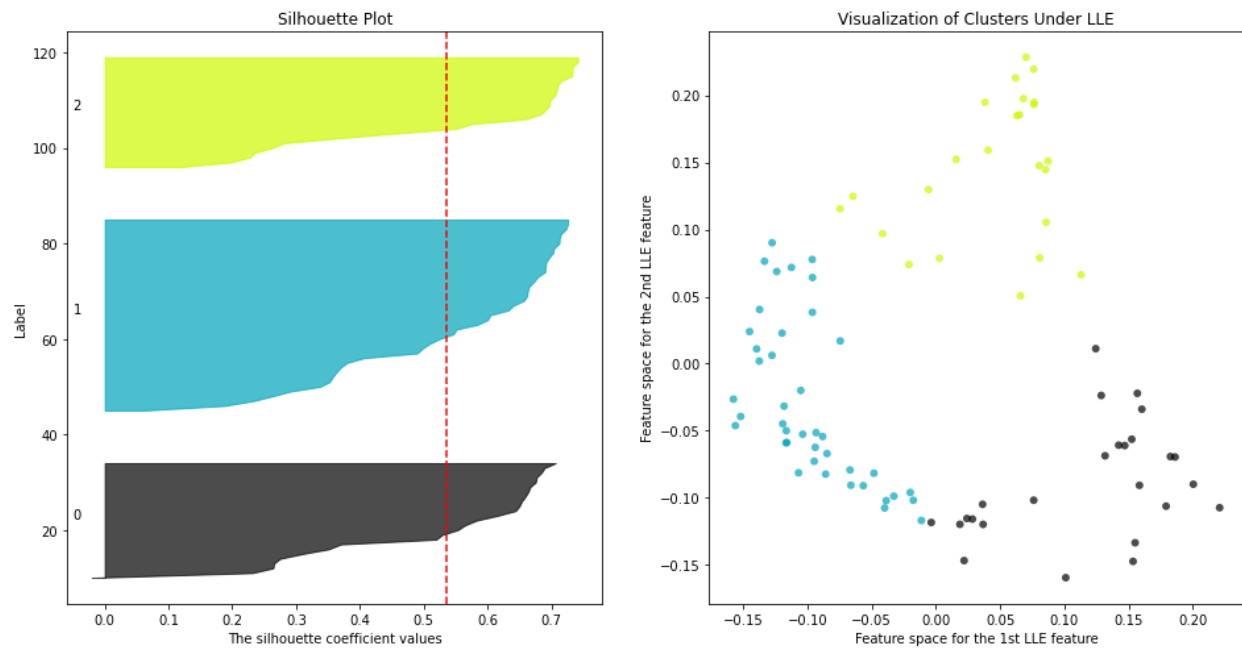 Silhouette Plot
120
100
80
60
40
20
2
1
0
Label
0.0 0.1 0.2 0.3 0.4 0.5 0.6 0.7
The silhouette coefficient values
Visualization of Clusters Under LLE
0.20
0.15
0.10
0.05
0.00
−0.05
−0.10
−0.15
Feature space for the 2nd LLE feature
−0.15 −0.10 −0.05 0.00 0.05 0.10 0.15 0.20
Feature space for the 1st LLE feature